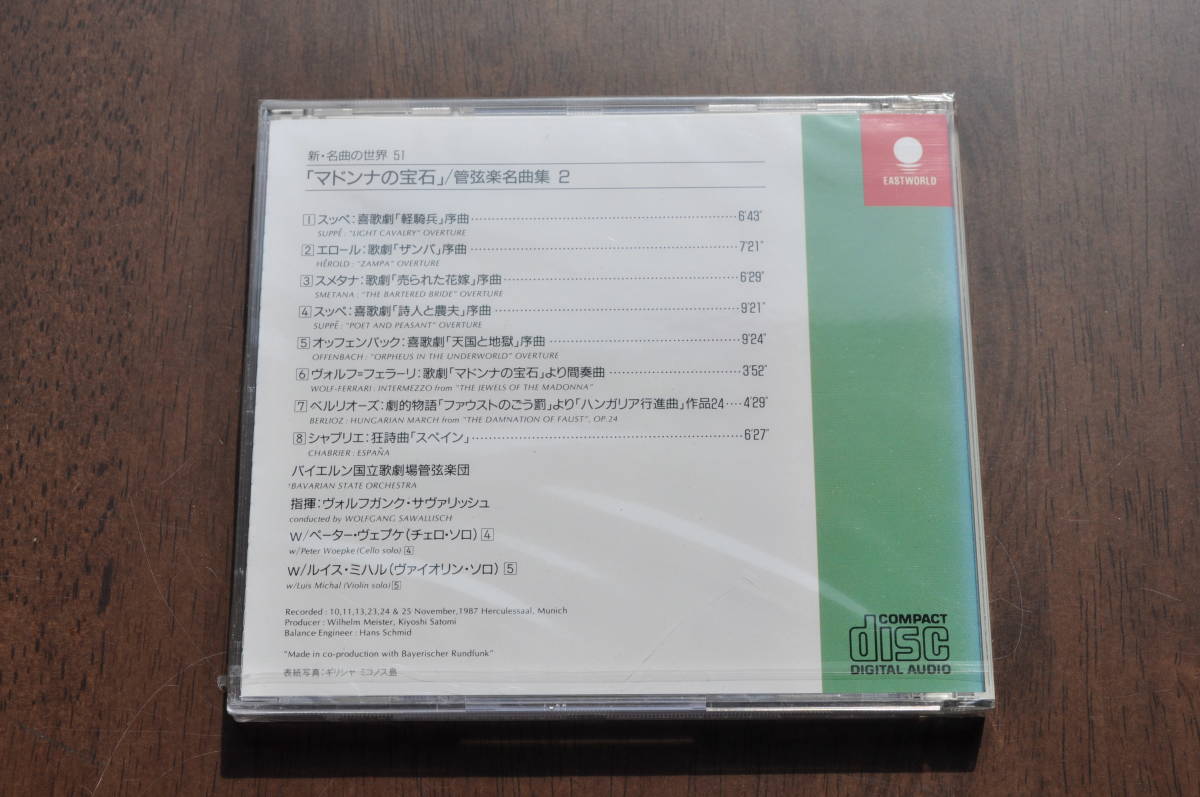 新・名曲の世界 51
「マドンナの宝石」/管弦楽名曲集 2
EASTWORLD
1 スッペ:喜歌劇「軽騎兵」序曲 6'43"
SUPPÉ : "LIGHT CAVALRY" OVERTURE
2 エロール:歌劇「ザンパ」序曲 7'21"
HÉROLD : "ZAMPA" OVERTURE
3 スメタナ:歌劇「売られた花嫁」序曲 6'29"
SMETANA : "THE BARTERED BRIDE" OVERTURE
4 スッペ:喜歌劇「詩人と農夫」序曲 9'21"
SUPPÉ : "POET AND PEASANT" OVERTURE
5 オッフェンバック:喜歌劇「天国と地獄」序曲 9'24"
OFFENBACH : "ORPHEUS IN THE UNDERWORLD" OVERTURE
6 ヴォルフ=フェラーリ:歌劇「マドンナの宝石」より間奏曲 3'52"
WOLF-FERRARI : INTERMEZZO from "THE JEWELS OF THE MADONNA"
7 ベルリオーズ:劇的物語「ファウストのごう罰」より「ハンガリア行進曲」作品24 4'29"
BERLIOZ : HUNGARIAN MARCH from "THE DAMNATION OF FAUST", OP.24
8 シャブリエ:狂詩曲「スペイン」 6'27"
CHABRIER : ESPAÑA
バイエルン国立歌劇場管弦楽団
BAVARIAN STATE ORCHESTRA
指揮:ヴォルフガンク・サヴァリッシュ
conducted by WOLFGANG SAWALLISCH
w/ペーター・ヴェプケ(チェロ・ソロ) 4
w/Peter Woepke (Cello solo) 4
w/ルイス・ミハル(ヴァイオリン・ソロ) 5
w/Luis Michal (Violin solo) 5
Recorded : 10,11,13,23,24 & 25 November,1987 Herculessaal, Munich
Producer : Wilhelm Meister, Kiyoshi Satomi
Balance Engineer : Hans Schmid
"Made in co-production with Bayerischer Rundfunk"
表紙写真:ギリシャ ミコノス島
COMPACT
disc
DIGITAL AUDIO